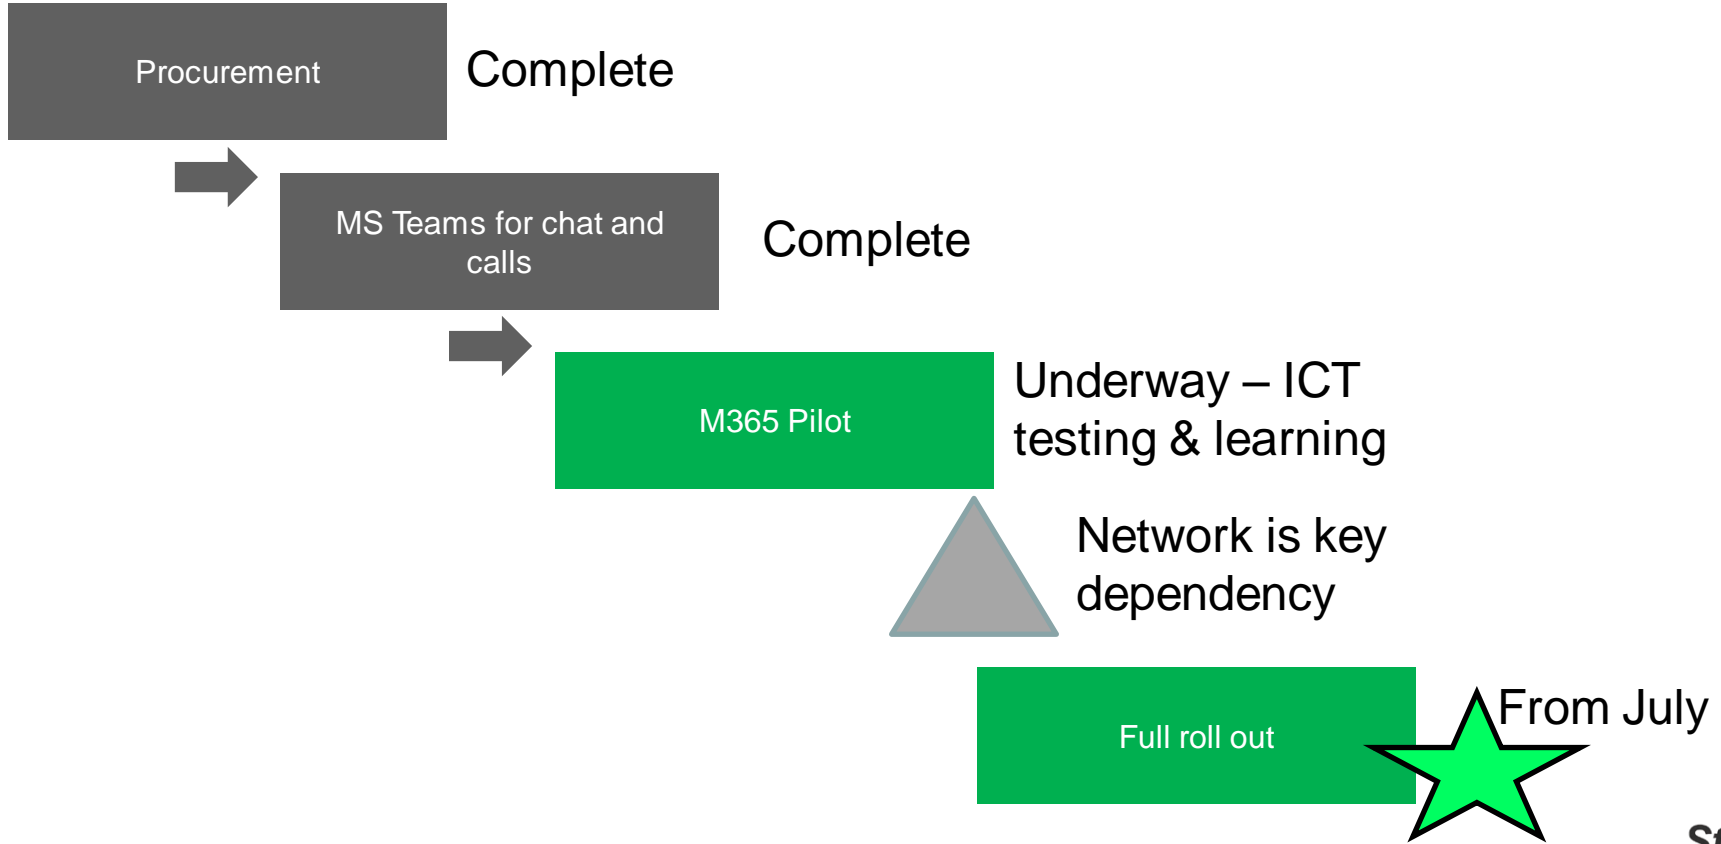 Procurement
Complete
MS Teams for chat and
calls
Complete
M365 Pilot
Underway – ICT
testing & learning
Network is key
dependency
Full roll out
From July